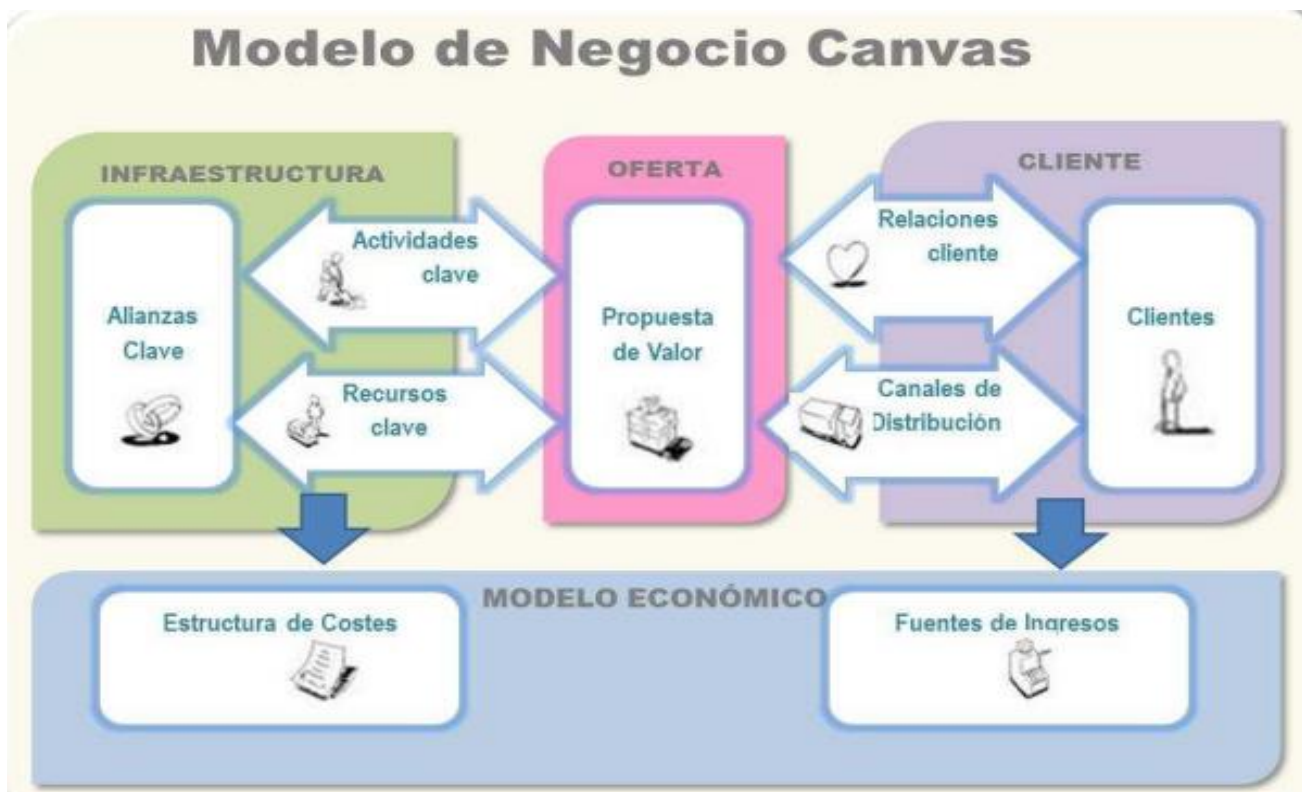 Modelo de Negocio Canvas
INFRAESTRUCTURA
Alianzas
Clave
Actividades
clave
Recursos
clave
OFERTA
Propuesta
de Valor
CLIENTE
Relaciones
cliente
Canales de
Distribución
Clientes
MODELO ECONÓMICO
Estructura de Costes
Fuentes de Ingresos